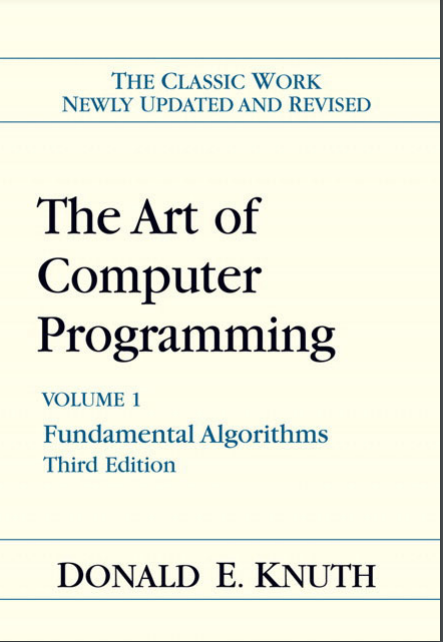 THE CLASSIC WORK
NEWLY UPDATED AND REVISED
The Art of
Computer
Programming
VOLUME 1
Fundamental Algorithms
Third Edition
DONALD E. KNUTH